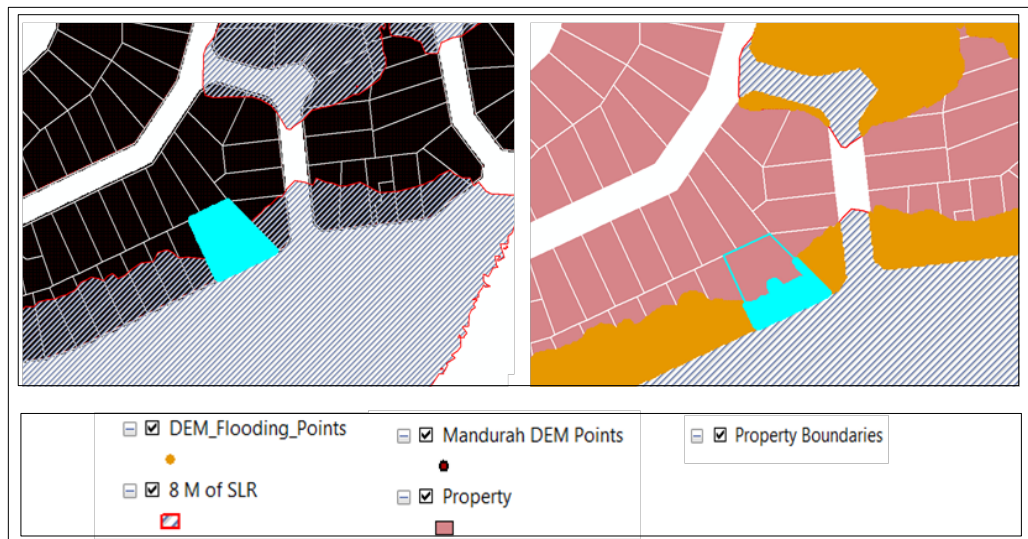 DEM_Flooding_Points
Mandurah DEM Points
Property Boundaries
8 M of SLR
Property